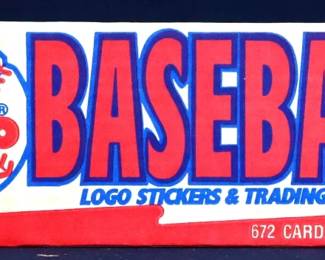 BASEBA
LOGO STICKERS & TRADING
672 CARD